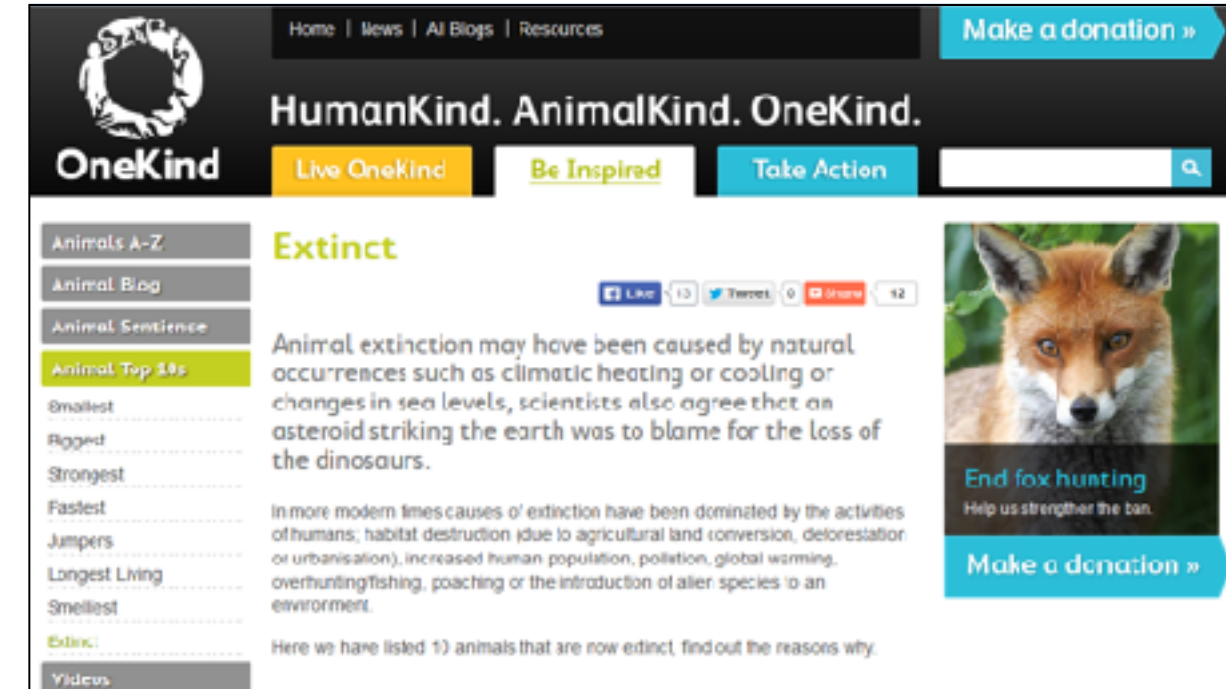 Home | News | All Blogs | Resources
Make a donation »
HumanKind. AnimalKind. OneKind.
OneKind
Live OneKind
Be Inspired
Take Action
Animals A-Z
Animal Blog
Animal Sentience
Animal Top 10s
Smallest
Biggest
Strongest
Fastest
Jumpers
Longest Living
Smelliest
Extinct
Videos
Extinct
Like 13 Tweet 0 Share 12
Animal extinction may have been caused by natural
occurrences such as climatic heating or cooling or
changes in sea levels, scientists also agree that an
asteroid striking the earth was to blame for the loss of
the dinosaurs.
In more modern times causes of extinction have been dominated by the activities
of humans; habitat destruction (due to agricultural land conversion, deforestation
or urbanisation), increased human population, pollution, global warming,
overhunting/fishing, poaching or the introduction of alien species to an
environment.
Here we have listed 10 animals that are now extinct, find out the reasons why.
End fox hunting
Help us strengthen the ban.
Make a donation »